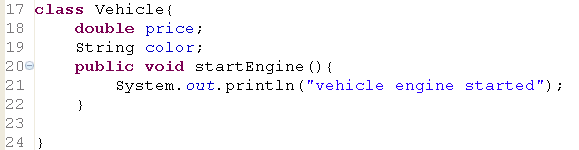 17 class Vehicle{
18     double price;
19     String color;
20     public void startEngine(){
21         System.out.println("vehicle engine started");
22     }
23
24 }